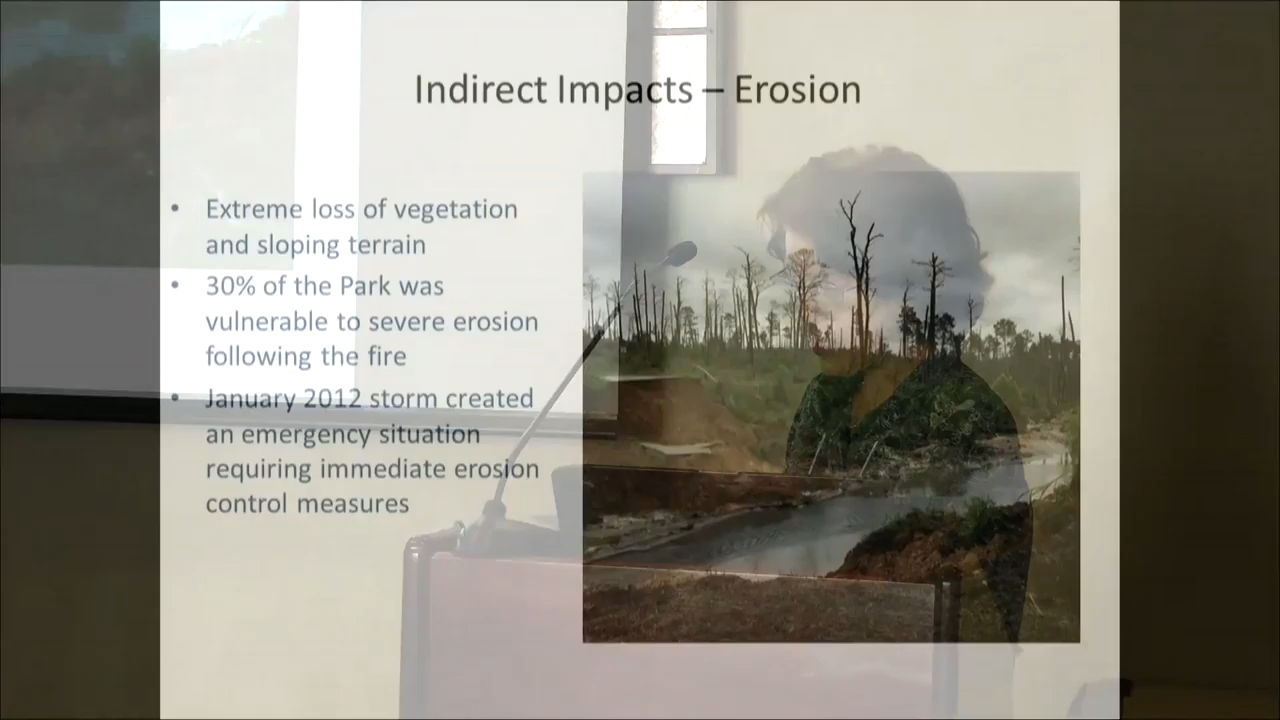 Indirect Impacts – Erosion
• Extreme loss of vegetation
and sloping terrain
• 30% of the Park was
vulnerable to severe erosion
following the fire
• January 2012 storm created
an emergency situation
requiring immediate erosion
control measures